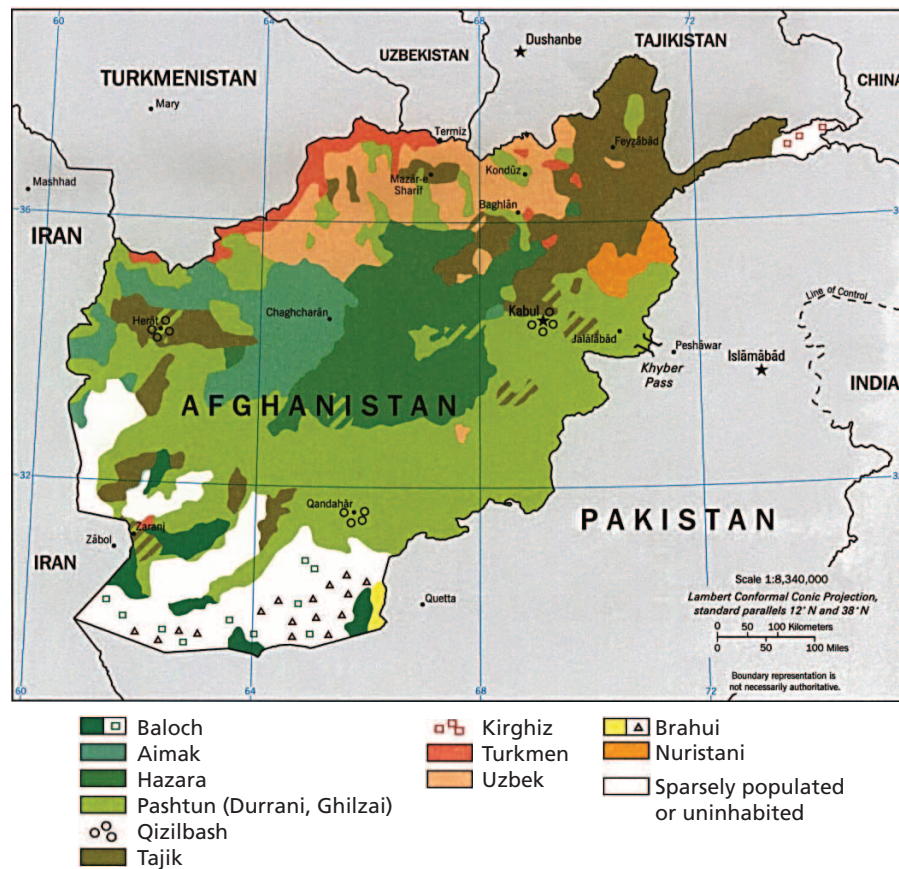 60
64
68
72
UZBEKISTAN
Dushanbe
TAJIKISTAN
TURKMENISTAN
CHINA
Mary
Termiz
Feyẕābād
Mashhad
Mazār-e
Sharīf
Kondūz
36
Baghlān
IRAN
Line of Control
Chaghcharān
Herāt
Kabul
Jalālābād
Peshāwar
Islāmābād
Khyber
Pass
INDIA
AFGHANISTAN
32
Qandahār
PAKISTAN
Zaranj
Zābol
IRAN
Quetta
Scale 1:8,340,000
Lambert Conformal Conic Projection,
standard parallels 12°N and 38°N
0 50 100 Kilometers
0 50 100 Miles
Boundary representation is
not necessarily authoritative.
60
64
68
72
Baloch
Kirghiz
Brahui
Aimak
Turkmen
Nuristani
Hazara
Uzbek
Sparsely populated
or uninhabited
Pashtun (Durrani, Ghilzai)
Qizilbash
Tajik